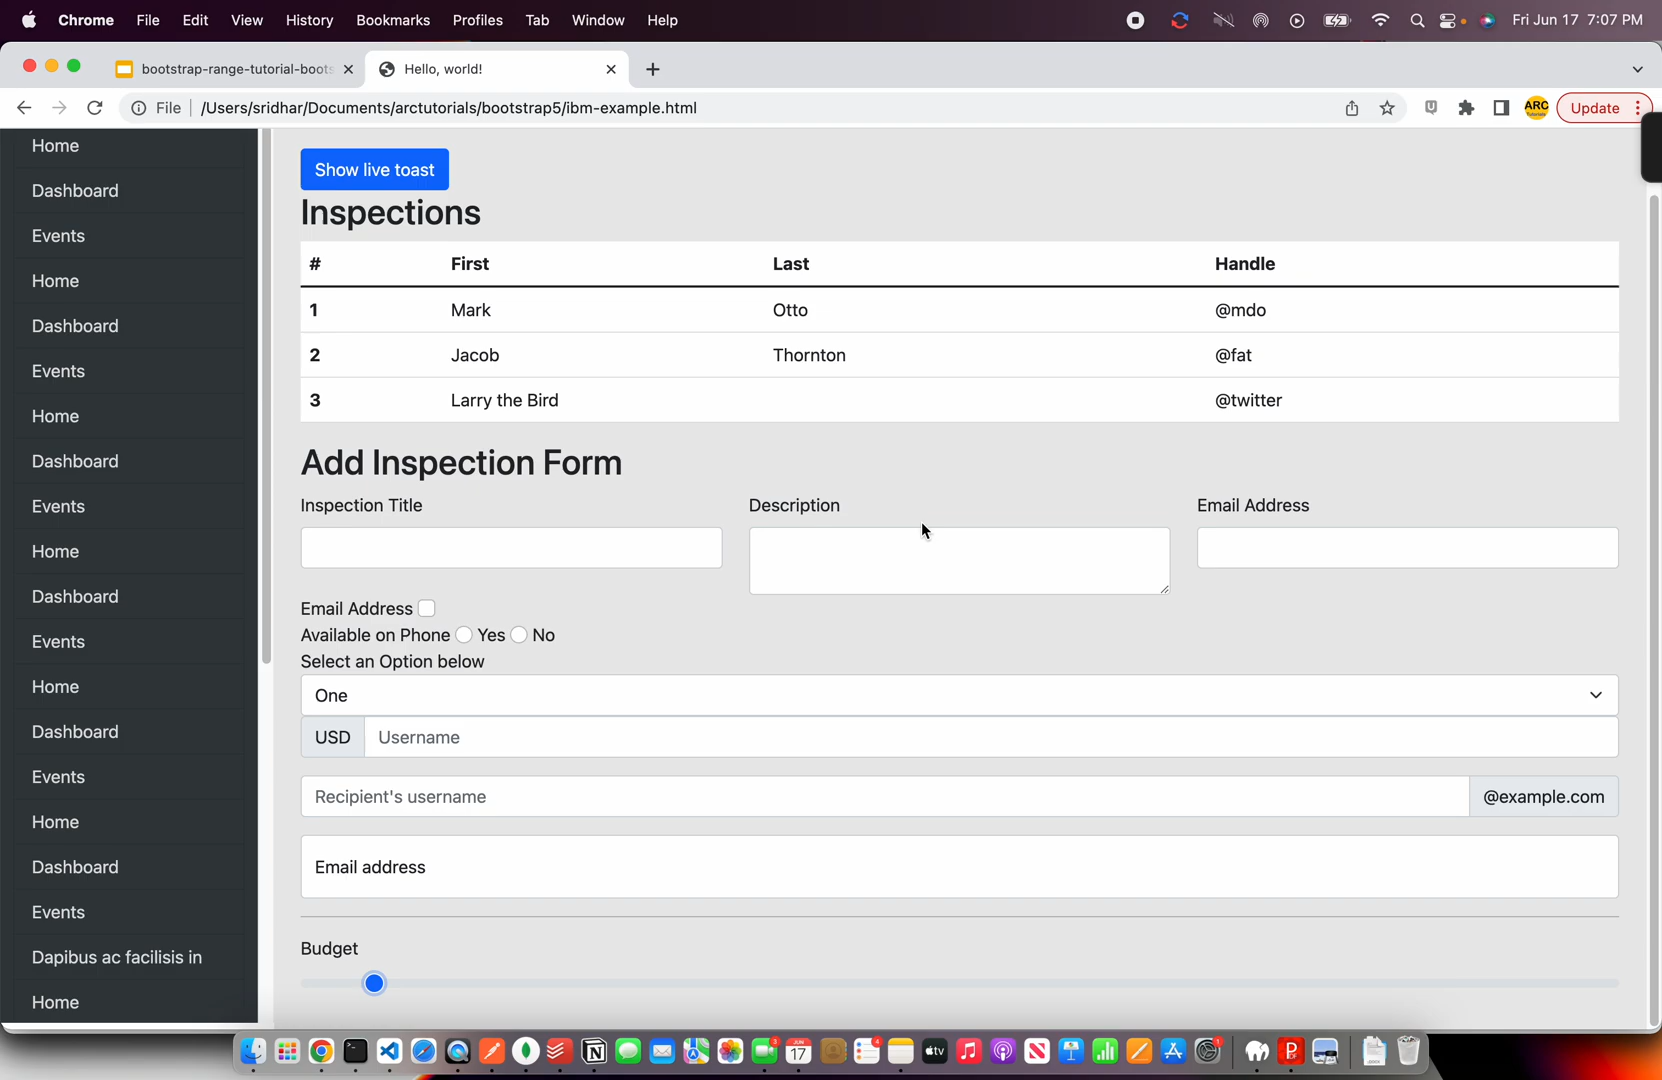 Chrome File Edit View History Bookmarks Profiles Tab Window Help Fri Jun 17 7:07 PM
bootstrap-range-tutorial-boots Hello, world!
File /Users/sridhar/Documents/arctutorials/bootstrap5/ibm-example.html ARC Update
Home
Dashboard
Events
Home
Dashboard
Events
Home
Dashboard
Events
Home
Dashboard
Events
Home
Dashboard
Events
Home
Dashboard
Events
Dapibus ac facilisis in
Home
Show live toast
Inspections
# First Last Handle
1 Mark Otto @mdo
2 Jacob Thornton @fat
3 Larry the Bird @twitter
Add Inspection Form
Inspection Title Description Email Address
Email Address
Available on Phone Yes No
Select an Option below
One
USD Username
Recipient's username @example.com
Email address
Budget